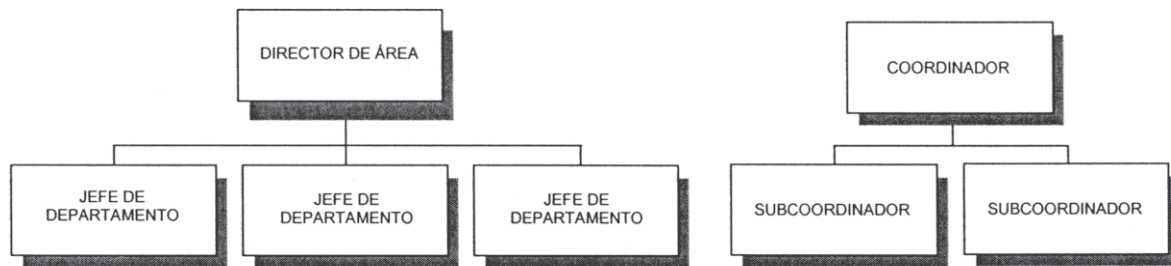 DIRECTOR DE ÁREA
COORDINADOR
JEFE DE
DEPARTAMENTO
JEFE DE
DEPARTAMENTO
JEFE DE
DEPARTAMENTO
SUBCOORDINADOR
SUBCOORDINADOR